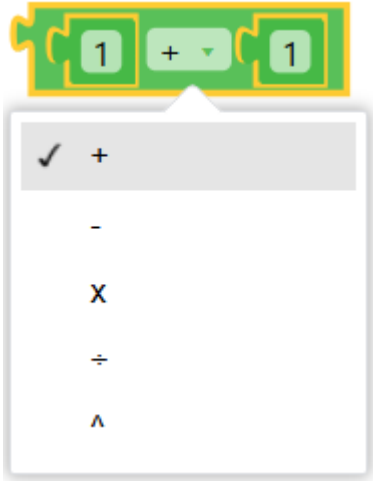 1 + 1
+
-
x
÷
^